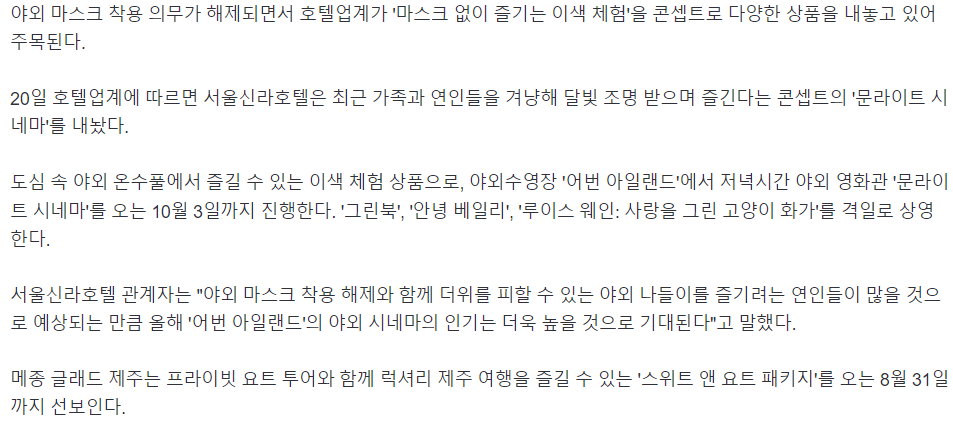 야외 마스크 착용 의무가 해제되면서 호텔업계가 '마스크 없이 즐기는 이색 체험'을 콘셉트로 다양한 상품을 내놓고 있어
주목된다.
20일 호텔업계에 따르면 서울신라호텔은 최근 가족과 연인들을 겨냥해 달빛 조명 받으며 즐긴다는 콘셉트의 '문라이트 시
네마'를 내놨다.
도심 속 야외 온수풀에서 즐길 수 있는 이색 체험 상품으로, 야외수영장 '어번 아일랜드'에서 저녁시간 야외 영화관 '문라이
트 시네마'를 오는 10월 3일까지 진행한다. '그린북', '안녕 베일리', '루이스 웨인: 사랑을 그린 고양이 화가'를 격일로 상영
한다.
서울신라호텔 관계자는 "야외 마스크 착용 해제와 함께 더위를 피할 수 있는 야외 나들이를 즐기려는 연인들이 많을 것으
로 예상되는 만큼 올해 '어번 아일랜드'의 야외 시네마의 인기는 더욱 높을 것으로 기대된다"고 말했다.
메종 글래드 제주는 프라이빗 요트 투어와 함께 럭셔리 제주 여행을 즐길 수 있는 '스위트 앤 요트 패키지'를 오는 8월 31일
까지 선보인다.